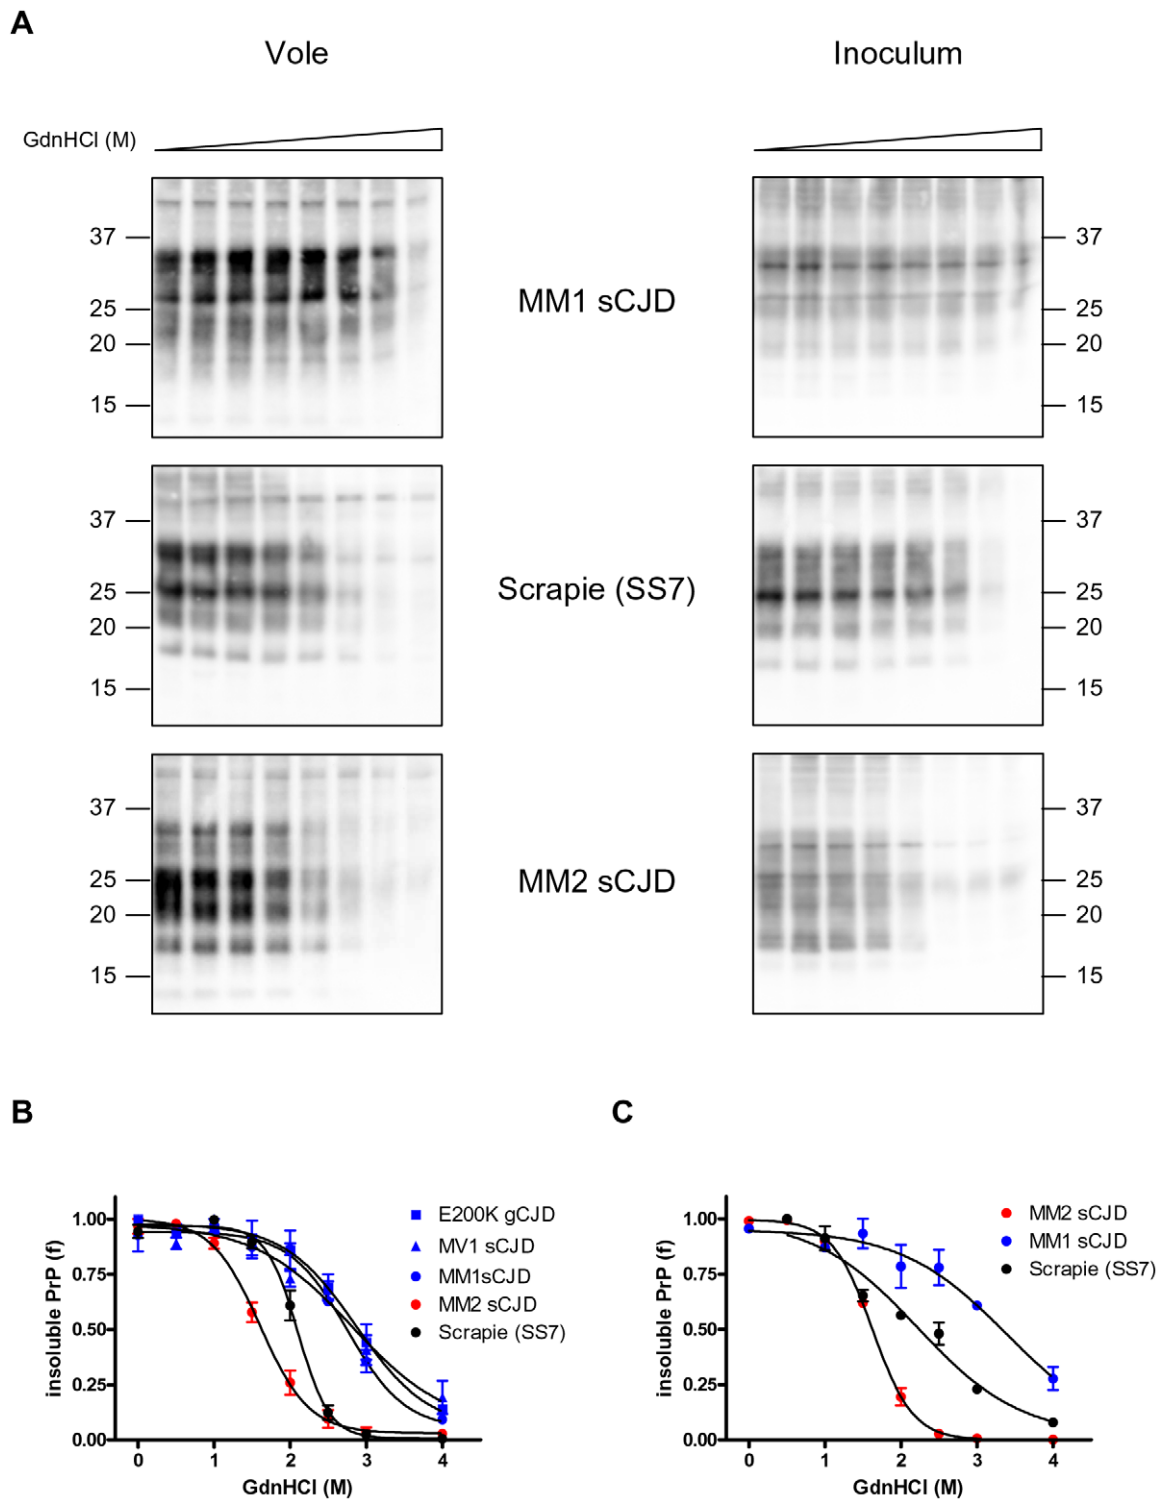 A
Vole
Inoculum
GdnHCl (M)
37
25
20
15
MM1 sCJD
37
25
20
15
37
25
20
15
Scrapie (SS7)
37
25
20
15
37
25
20
15
MM2 sCJD
37
25
20
15
B
insoluble PrP (f)
1.00
0.75
0.50
0.25
0.00
0 1 2 3 4
GdnHCl (M)
E200K gCJD
MV1 sCJD
MM1sCJD
MM2 sCJD
Scrapie (SS7)
C
insoluble PrP (f)
1.00
0.75
0.50
0.25
0.00
0 1 2 3 4
GdnHCl (M)
MM2 sCJD
MM1 sCJD
Scrapie (SS7)